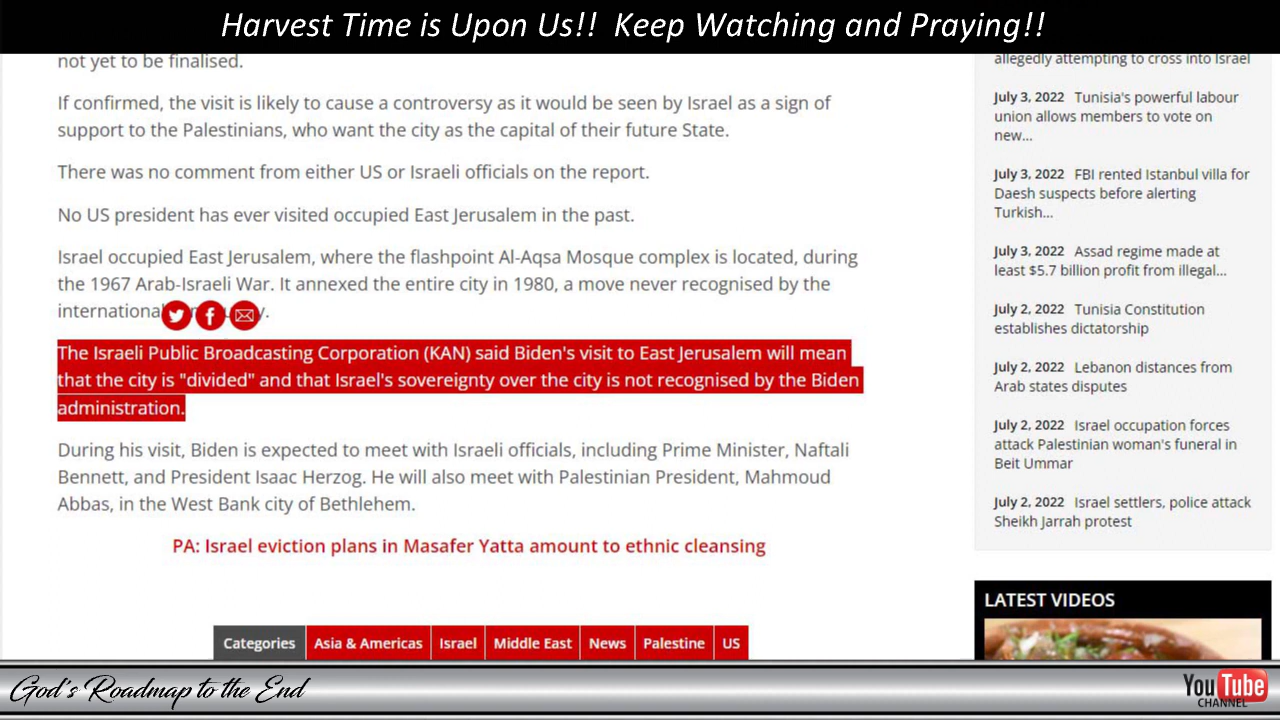 Harvest Time is Upon Us!! Keep Watching and Praying!!
not yet to be finalised.
If confirmed, the visit is likely to cause a controversy as it would be seen by Israel as a sign of
support to the Palestinians, who want the city as the capital of their future State.
There was no comment from either US or Israeli officials on the report.
No US president has ever visited occupied East Jerusalem in the past.
Israel occupied East Jerusalem, where the flashpoint Al-Aqsa Mosque complex is located, during
the 1967 Arab-Israeli War. It annexed the entire city in 1980, a move never recognised by the
international
The Israeli Public Broadcasting Corporation (KAN) said Biden's visit to East Jerusalem will mean
that the city is "divided" and that Israel's sovereignty over the city is not recognised by the Biden
administration.
During his visit, Biden is expected to meet with Israeli officials, including Prime Minister, Naftali
Bennett, and President Isaac Herzog. He will also meet with Palestinian President, Mahmoud
Abbas, in the West Bank city of Bethlehem.
PA: Israel eviction plans in Masafer Yatta amount to ethnic cleansing
Categories Asia & Americas Israel Middle East News Palestine US
allegedly attempting to cross into Israel
July 3, 2022 Tunisia's powerful labour
union allows members to vote on
new...
July 3, 2022 FBI rented Istanbul villa for
Daesh suspects before alerting
Turkish...
July 3, 2022 Assad regime made at
least $5.7 billion profit from illegal...
July 2, 2022 Tunisia Constitution
establishes dictatorship
July 2, 2022 Lebanon distances from
Arab states disputes
July 2, 2022 Israel occupation forces
attack Palestinian woman's funeral in
Beit Ummar
July 2, 2022 Israel settlers, police attack
Sheikh Jarrah protest
LATEST VIDEOS
God's Roadmap to the End
YouTube
CHANNEL